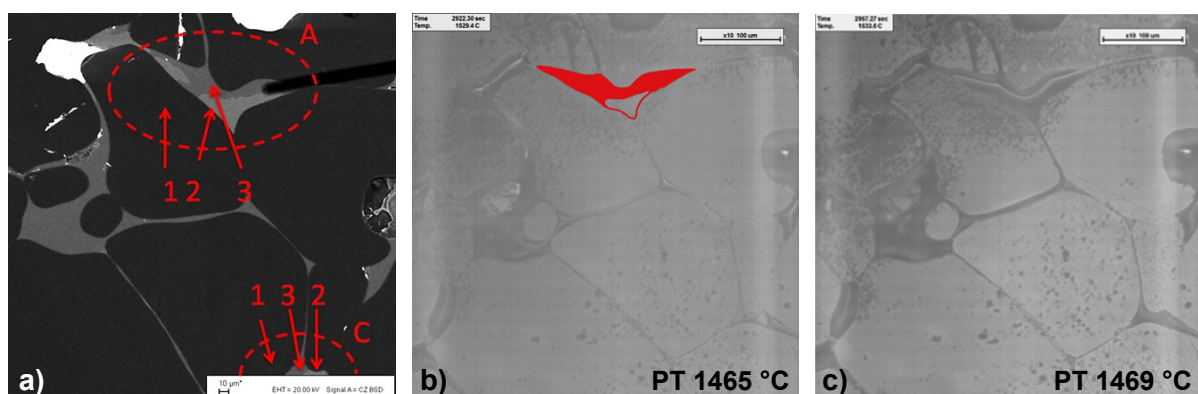 A
1 2 3
1 3 2
C
10 µm*
EHT = 20.00 kV Signal A = CZ BSD
a)
Time 2922.30 sec
Temp. 1529.4 C
x10 100 um
b)
PT 1465 °C
Time 2957.27 sec
Temp. 1533.6 C
x10 100 um
c)
PT 1469 °C